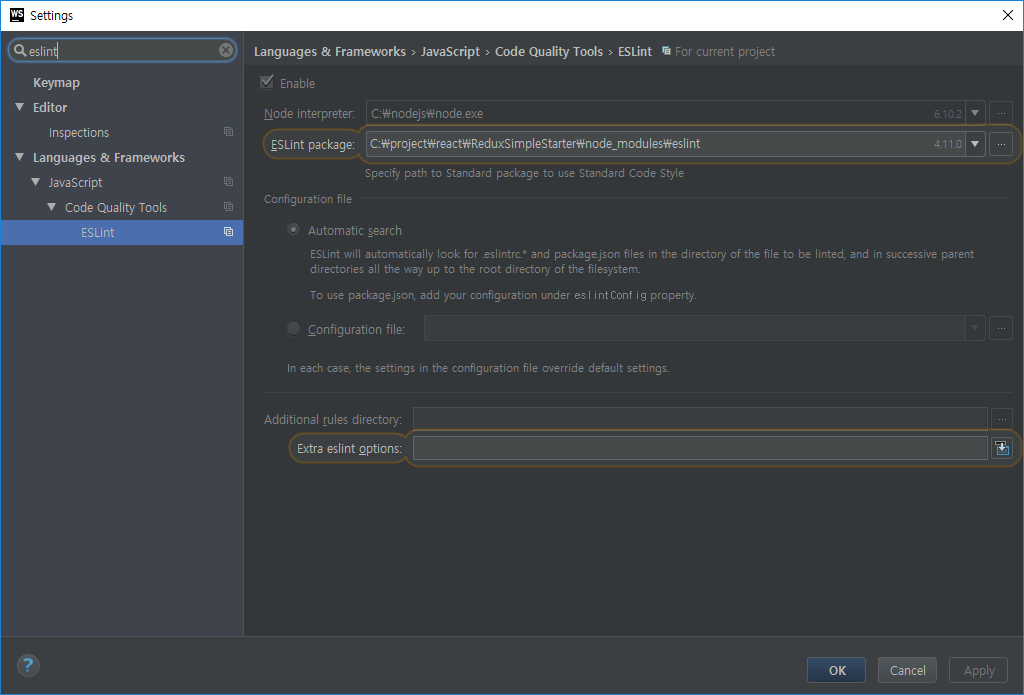 WS Settings
eslint
Keymap
Editor
Inspections
Languages & Frameworks
JavaScript
Code Quality Tools
ESLint
Languages & Frameworks › JavaScript › Code Quality Tools › ESLint For current project
Enable
Node interpreter: C:₩nodejs₩node.exe 6.10.2 ...
ESLint package: C:₩project₩react₩ReduxSimpleStarter₩node_modules₩eslint 4.11.0 ...
Specify path to Standard package to use Standard Code Style
Configuration file
Automatic search
ESLint will automatically look for .eslintrc.* and package.json files in the directory of the file to be linted, and in successive parent
directories all the way up to the root directory of the filesystem.
To use package.json, add your configuration under eslintConfig property.
Configuration file: ...
In each case, the settings in the configuration file override default settings.
Additional rules directory: ...
Extra eslint options:
?
OK Cancel Apply